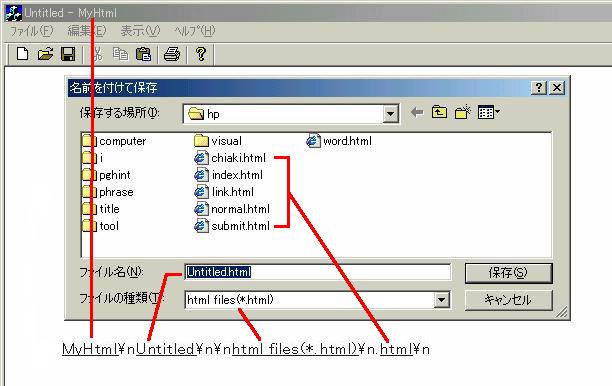 Untitled - MyHtml
ファイル(F) 編集(E) 表示(V) ヘルプ(H)
名前を付けて保存
保存する場所(I): hp
computer visual word.html
i chiaki.html
pghint index.html
phrase link.html
title normal.html
tool submit.html
ファイル名(N): Untitled.html 保存(S)
ファイルの種類(T): html files(*.html) キャンセル
MyHtml¥nUntitled¥n¥nhtml files(*.html)¥n.html¥n